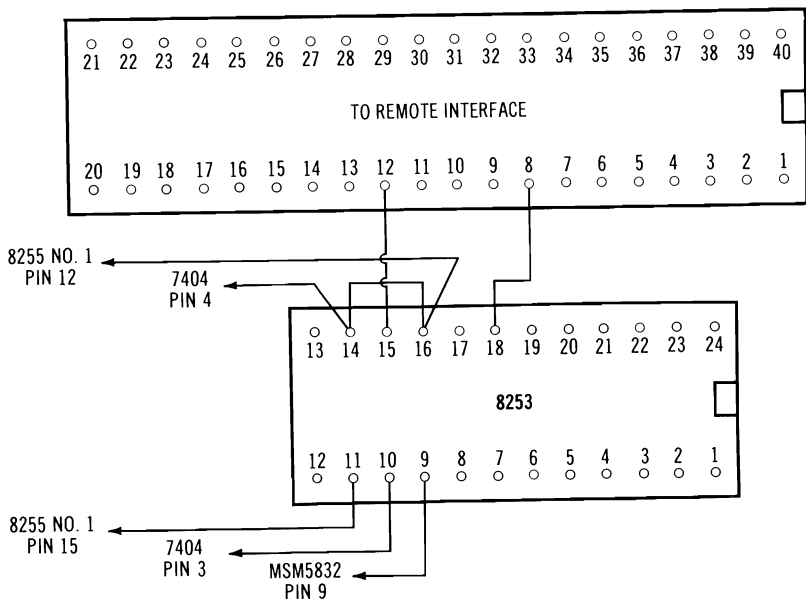 21 22 23 24 25 26 27 28 29 30 31 32 33 34 35 36 37 38 39 40
TO REMOTE INTERFACE
20 19 18 17 16 15 14 13 12 11 10 9 8 7 6 5 4 3 2 1
8255 NO. 1
PIN 12
7404
PIN 4
13 14 15 16 17 18 19 20 21 22 23 24
8253
12 11 10 9 8 7 6 5 4 3 2 1
8255 NO. 1
PIN 15
7404
PIN 3
MSM5832
PIN 9